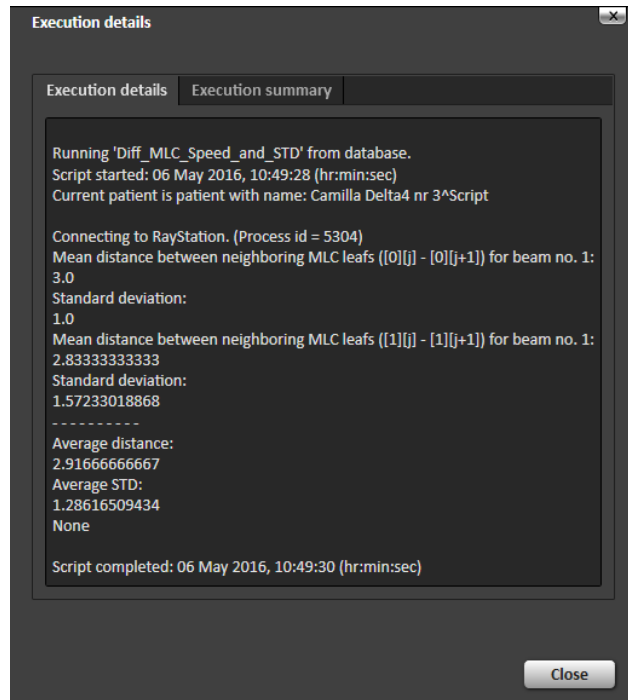 Execution details
Execution details Execution summary
Running 'Diff_MLC_Speed_and_STD' from database.
Script started: 06 May 2016, 10:49:28 (hr:min:sec)
Current patient is patient with name: Camilla Delta4 nr 3^Script
Connecting to RayStation. (Process id = 5304)
Mean distance between neighboring MLC leafs ([0][j] - [0][j+1]) for beam no. 1:
3.0
Standard deviation:
1.0
Mean distance between neighboring MLC leafs ([1][j] - [1][j+1]) for beam no. 1:
2.83333333333
Standard deviation:
1.57233018868
- - - - - - - - - -
Average distance:
2.91666666667
Average STD:
1.28616509434
None
Script completed: 06 May 2016, 10:49:30 (hr:min:sec)
Close